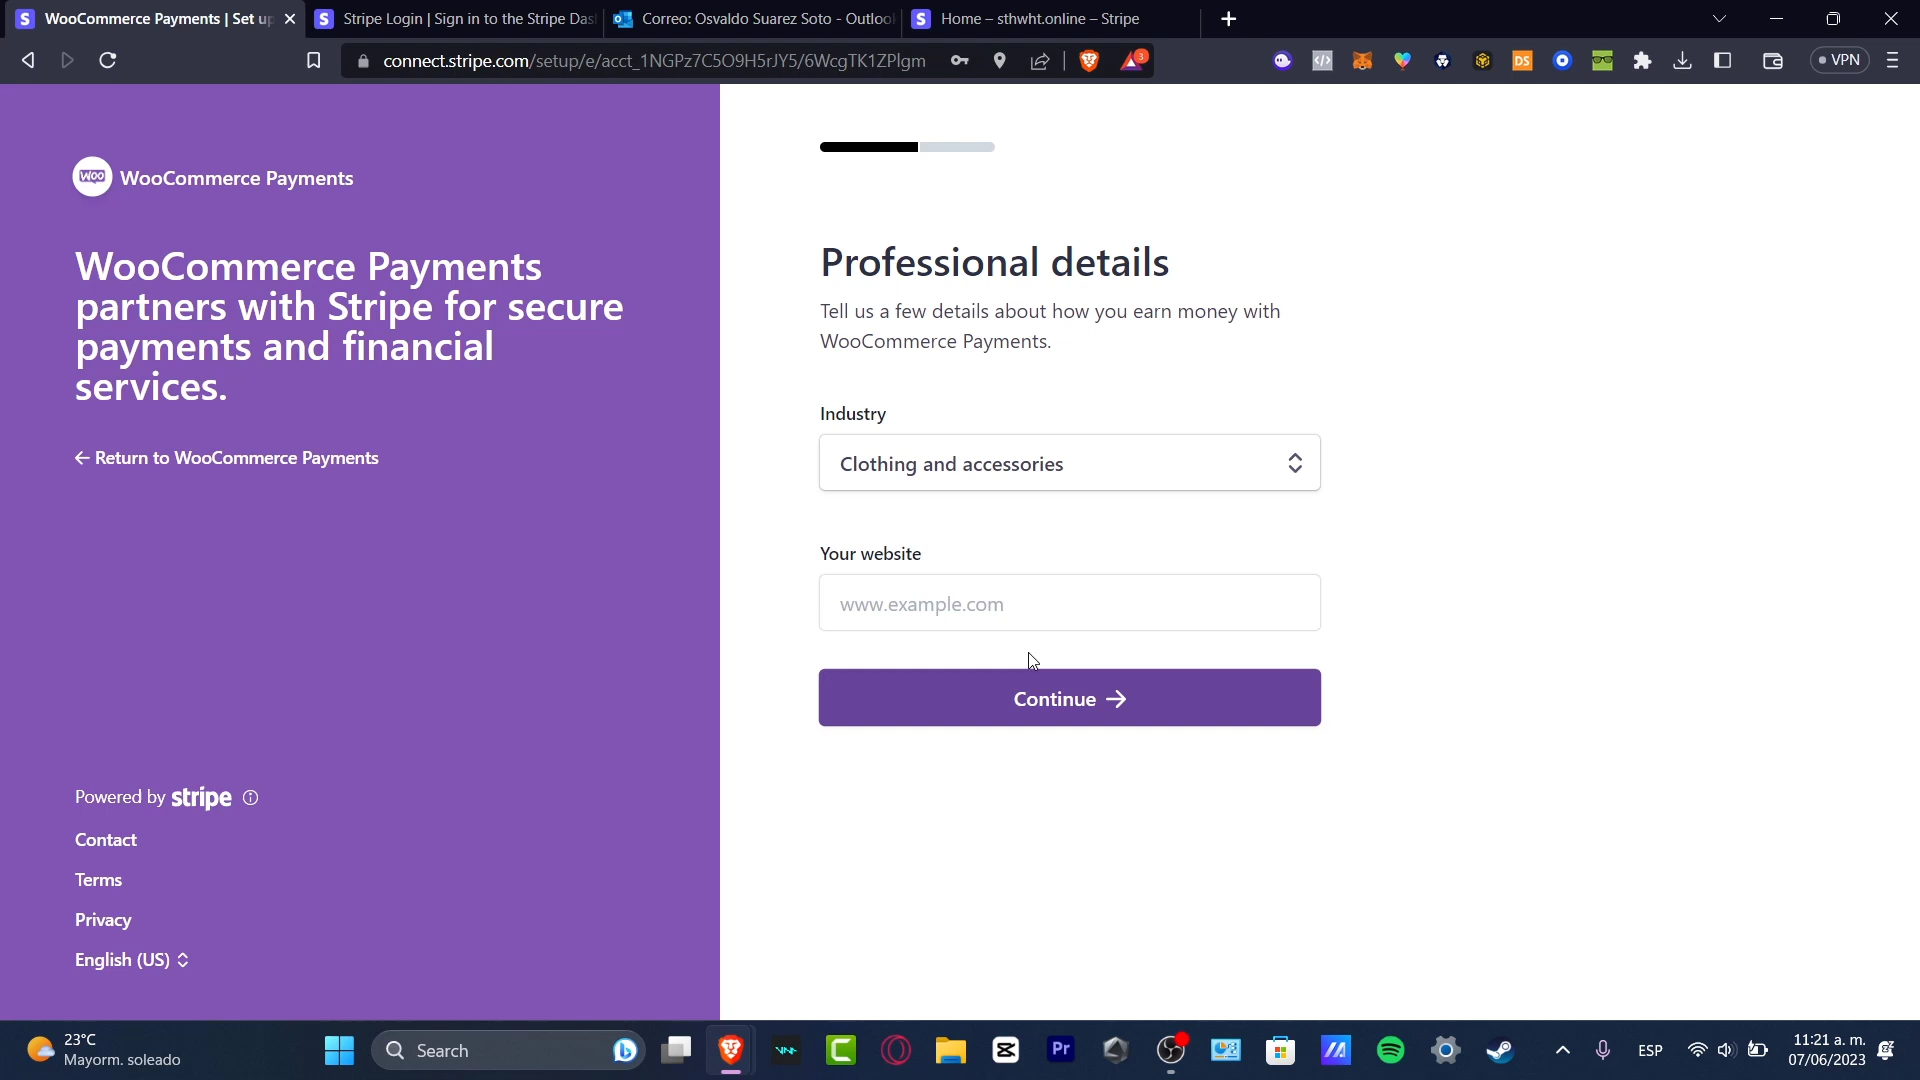 WooCommerce Payments | Set up
Stripe Login | Sign in to the Stripe Das
Correo: Osvaldo Suarez Soto - Outloo
Home – sthwht.online – Stripe
connect.stripe.com/setup/e/acct_1NGPz7C5O9H5rJY5/6WcgTK1ZPlgm
3
DS
VPN
WOO
WooCommerce Payments
WooCommerce Payments
partners with Stripe for secure
payments and financial
services.
← Return to WooCommerce Payments
Powered by stripe
Contact
Terms
Privacy
English (US)
Professional details
Tell us a few details about how you earn money with
WooCommerce Payments.
Industry
Clothing and accessories
Your website
www.example.com
Continue →
23°C
Mayorm. soleado
Search
Pr
ESP
11:21 a. m.
07/06/2023